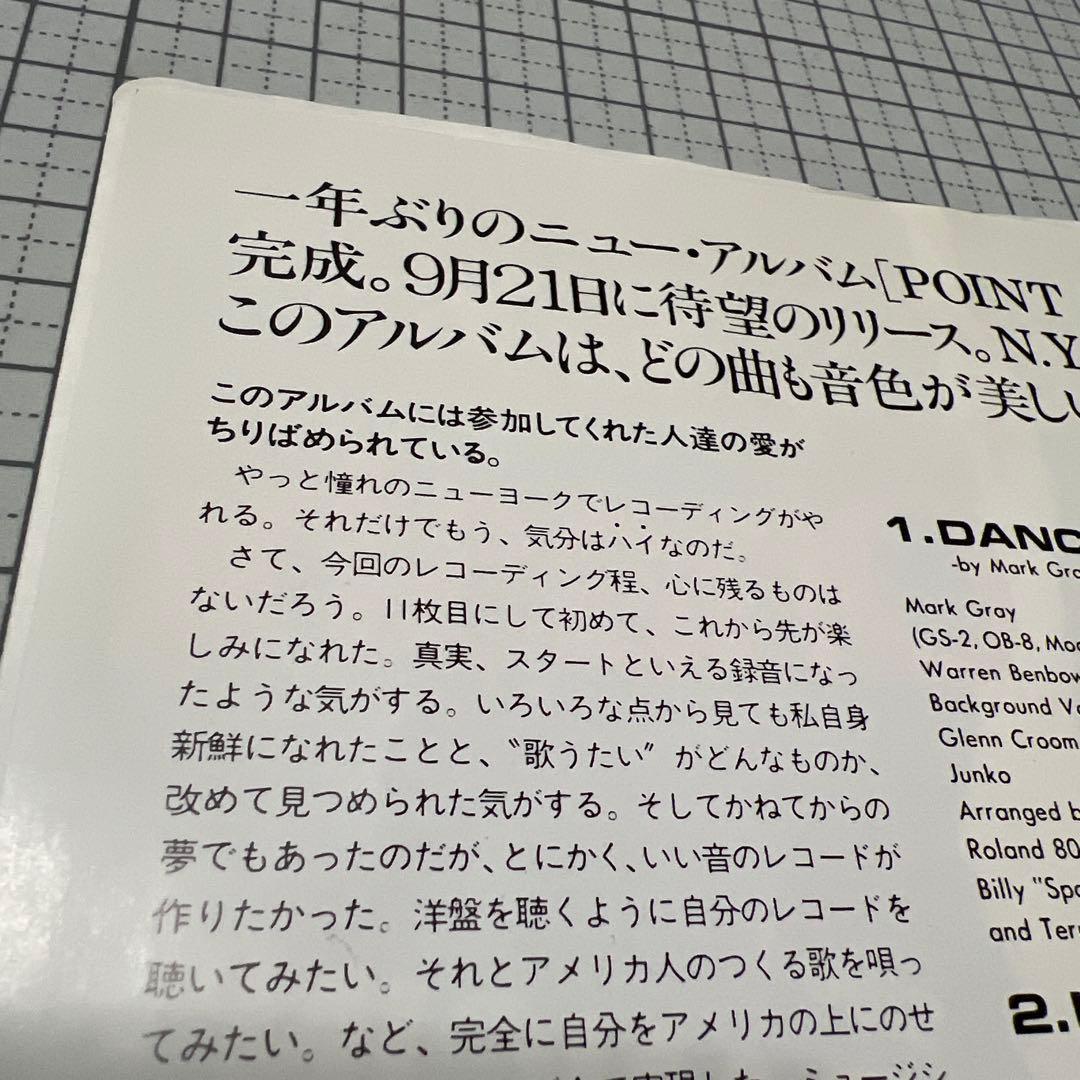 一年ぶりのニュー・アルバム[POINT
完成。9月21日に待望のリリース。N.Y
このアルバムは、どの曲も音色が美しい
このアルバムには参加してくれた人達の愛が
ちりばめられている。
やっと憧れのニューヨークでレコーディングがや
れる。それだけでもう、気分はハイなのだ。
さて、今回のレコーディング程、心に残るものは
ないだろう。11枚目にして初めて、これから先が楽
しみになれた。真実、スタートといえる録音になっ
たような気がする。いろいろな点から見ても私自身
新鮮になれたことと、〝歌うたい〟がどんなものか、
改めて見つめられた気がする。そしてかねてからの
夢でもあったのだが、とにかく、いい音のレコードが
作りたかった。洋盤を聴くように自分のレコードを
聴いてみたい。それとアメリカ人のつくる歌を唄っ
てみたい。など、完全に自分をアメリカの上にのせ
実現した。ミュージシ
1.DANC
-by Mark Gra
Mark Gray
(GS-2, OB-8, Moo
Warren Benbow
Background Vo
Glenn Croom
Junko
Arranged b
Roland 80
Billy "Spa
and Terr
2.